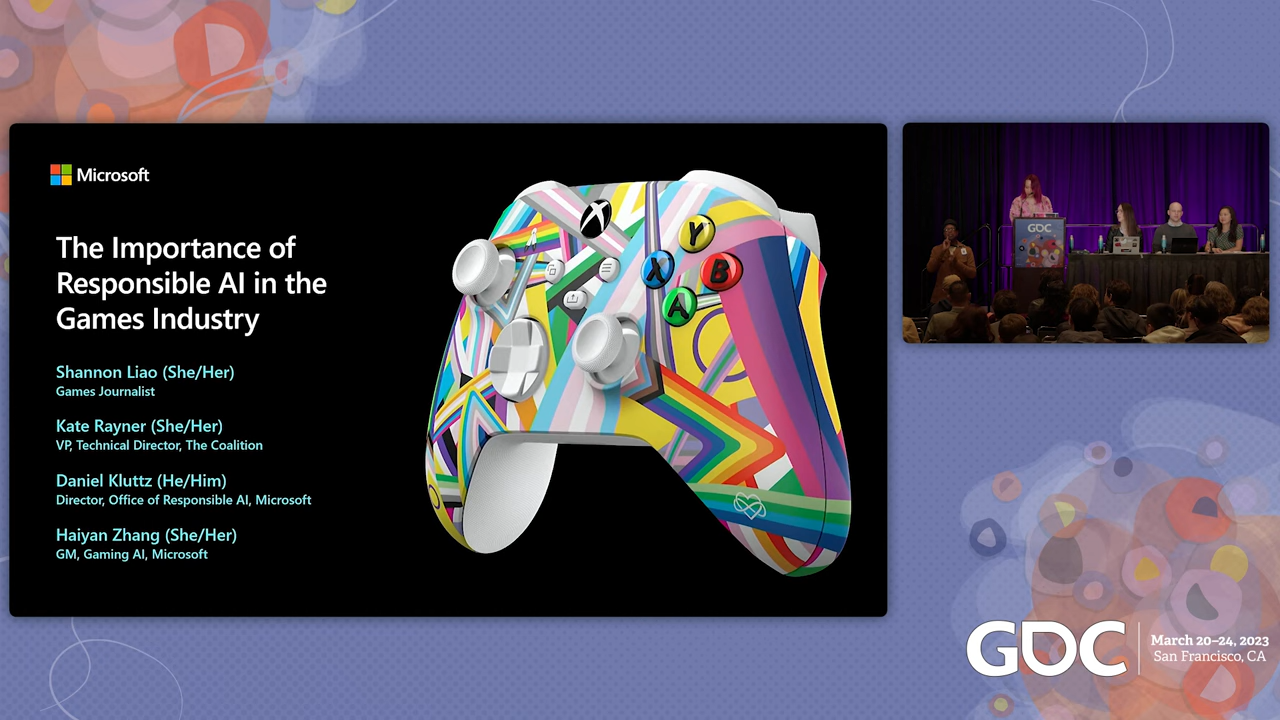 Microsoft
The Importance of
Responsible AI in the
Games Industry
Shannon Liao (She/Her)
Games Journalist
Kate Rayner (She/Her)
VP, Technical Director, The Coalition
Daniel Kluttz (He/Him)
Director, Office of Responsible AI, Microsoft
Haiyan Zhang (She/Her)
GM, Gaming AI, Microsoft
Y
X
B
A
GDC
GDC
March 20–24, 2023
San Francisco, CA